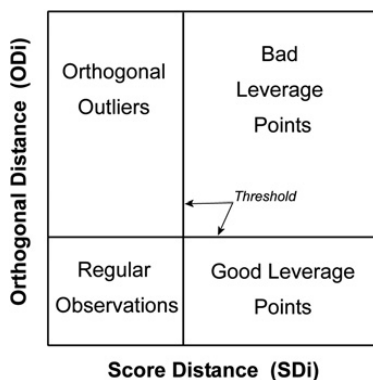 Orthogonal
Outliers
Bad
Leverage
Points
Threshold
Regular
Observations
Good Leverage
Points
Orthogonal Distance (ODi)
Score Distance (SDi)